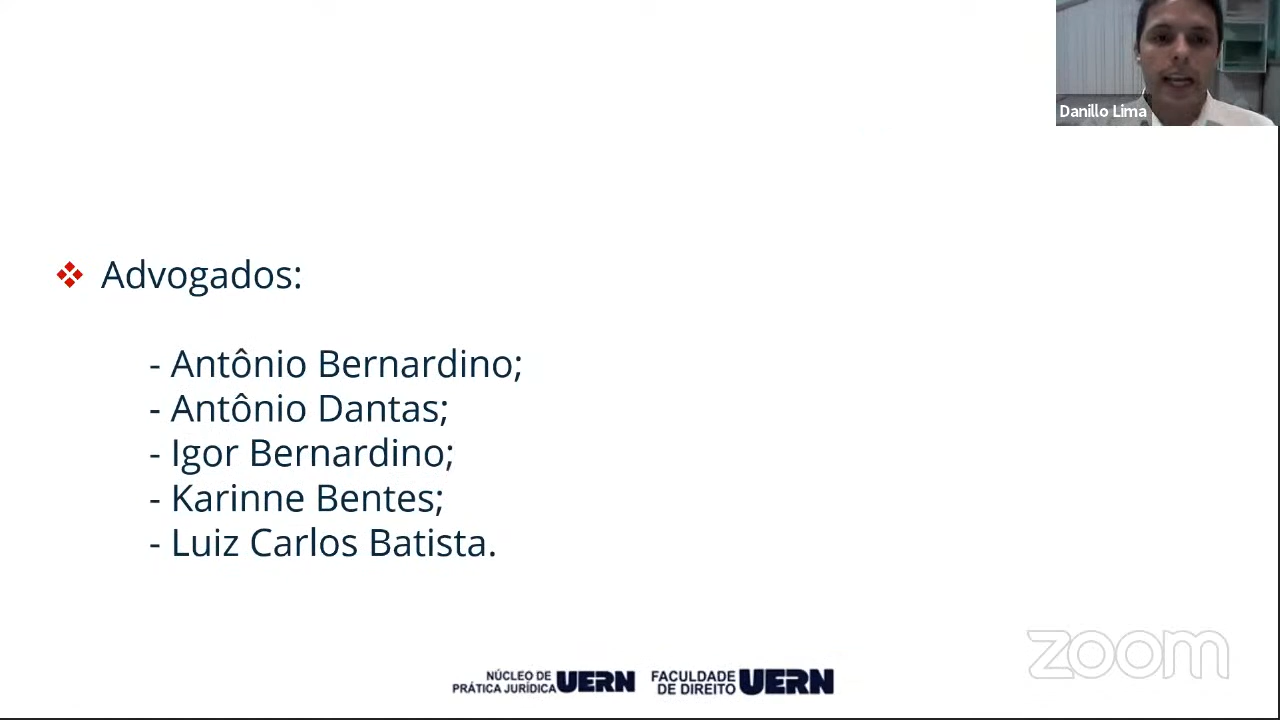 Danillo Lima
Advogados:
- Antônio Bernardino;
- Antônio Dantas;
- Igor Bernardino;
- Karinne Bentes;
- Luiz Carlos Batista.
zoom
NÚCLEO DE
PRÁTICA JURÍDICA UERN
FACULDADE
DE DIREITO UERN